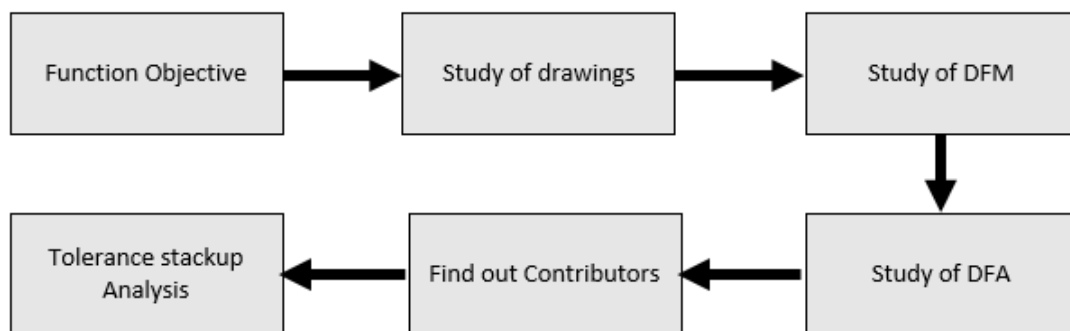 Function Objective
Study of drawings
Study of DFM
Study of DFA
Find out Contributors
Tolerance stackup
Analysis